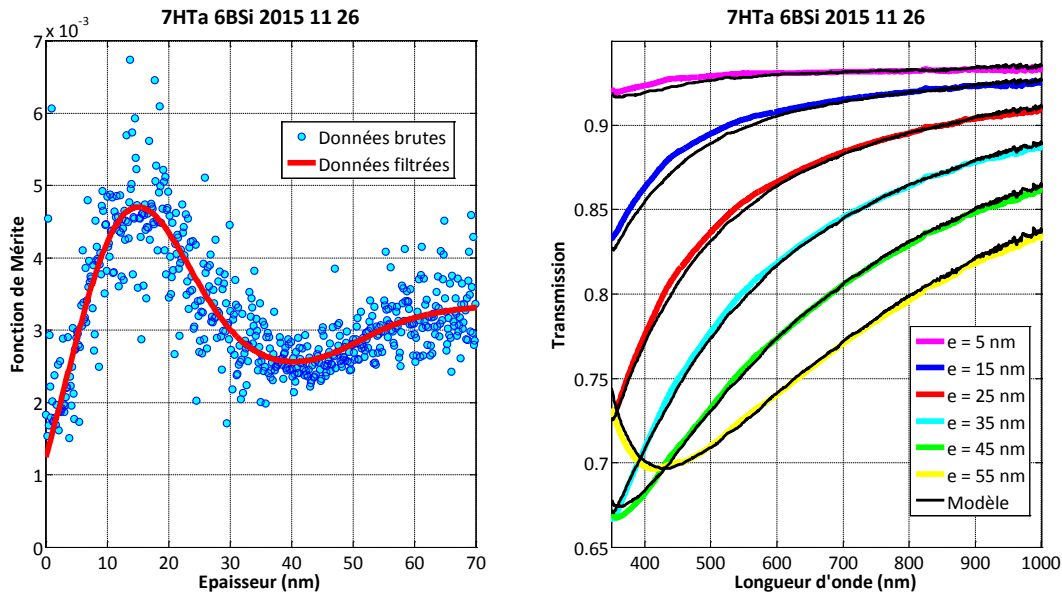 7HTa 6BSi 2015 11 26
x 10⁻³
7
6
5
4
3
2
1
0
Fonction de Mérite
Données brutes
Données filtrées
0 10 20 30 40 50 60 70
Epaisseur (nm)
7HTa 6BSi 2015 11 26
0.9
0.85
0.8
0.75
0.7
0.65
Transmission
e = 5 nm
e = 15 nm
e = 25 nm
e = 35 nm
e = 45 nm
e = 55 nm
Modèle
400 500 600 700 800 900 1000
Longueur d'onde (nm)